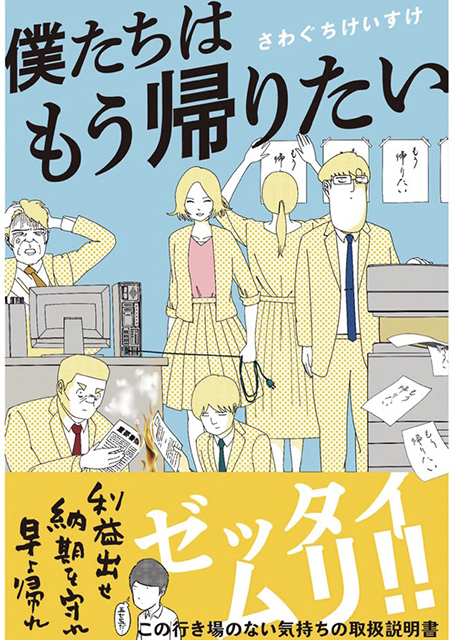 さわぐちけいすけ
僕たちは
もう帰りたい
もう
帰りたい
もう
帰りたい
ゼッタイ
ムリ!!
利益出せ
納期を守れ
早よ帰れ
この行き場のない気持ちの取扱説明書